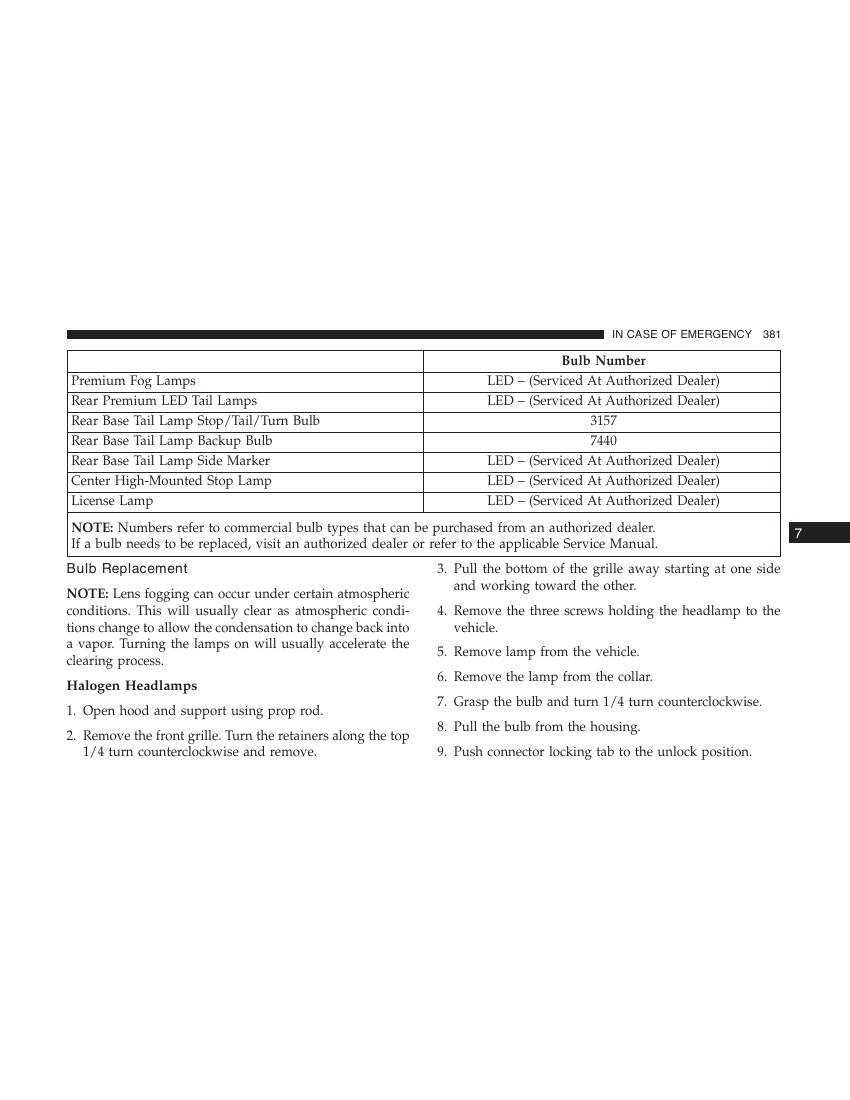 IN CASE OF EMERGENCY 381
Bulb Number
Premium Fog Lamps LED – (Serviced At Authorized Dealer)
Rear Premium LED Tail Lamps LED – (Serviced At Authorized Dealer)
Rear Base Tail Lamp Stop/Tail/Turn Bulb 3157
Rear Base Tail Lamp Backup Bulb 7440
Rear Base Tail Lamp Side Marker LED – (Serviced At Authorized Dealer)
Center High-Mounted Stop Lamp LED – (Serviced At Authorized Dealer)
License Lamp LED – (Serviced At Authorized Dealer)
NOTE: Numbers refer to commercial bulb types that can be purchased from an authorized dealer.
If a bulb needs to be replaced, visit an authorized dealer or refer to the applicable Service Manual.
7
Bulb Replacement
NOTE: Lens fogging can occur under certain atmospheric
conditions. This will usually clear as atmospheric condi-
tions change to allow the condensation to change back into
a vapor. Turning the lamps on will usually accelerate the
clearing process.
Halogen Headlamps
1. Open hood and support using prop rod.
2. Remove the front grille. Turn the retainers along the top
1/4 turn counterclockwise and remove.
3. Pull the bottom of the grille away starting at one side
and working toward the other.
4. Remove the three screws holding the headlamp to the
vehicle.
5. Remove lamp from the vehicle.
6. Remove the lamp from the collar.
7. Grasp the bulb and turn 1/4 turn counterclockwise.
8. Pull the bulb from the housing.
9. Push connector locking tab to the unlock position.